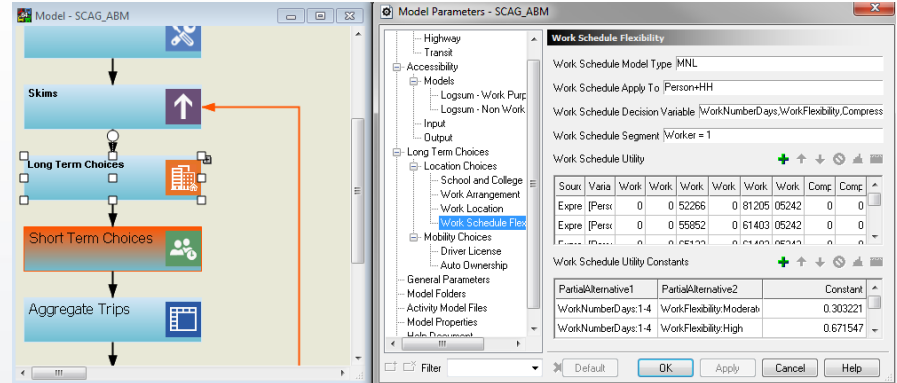 Model - SCAG_ABM
Skims
Long Term Choices
Short Term Choices
Aggregate Trips
Model Parameters - SCAG_ABM
Highway
Transit
Accessibility
Models
Logsum - Work Purp
Logsum - Non Work
Input
Output
Long Term Choices
Location Choices
School and College
Work Arrangement
Work Location
Work Schedule Flex
Mobility Choices
Driver License
Auto Ownership
General Parameters
Model Folders
Activity Model Files
Model Properties
Help Document
Filter
Work Schedule Flexibility
Work Schedule Model Type MNL
Work Schedule Apply To Person+HH
Work Schedule Decision Variable WorkNumberDays,WorkFlexibility,Compress
Work Schedule Segment Worker = 1
Work Schedule Utility
Sour Varia Work Work Work Work Work Work Comp Comp
Expre [Pers 0 0 52266 0 81205 05242 0 0
Expre [Pers 0 0 55852 0 61403 05242 0 0
Work Schedule Utility Constants
PartialAlternative1 PartialAlternative2 Constant
WorkNumberDays:1-4 WorkFlexibility:Moderat 0.303221
WorkNumberDays:1-4 WorkFlexibility:High 0.671547
Default OK Apply Cancel Help